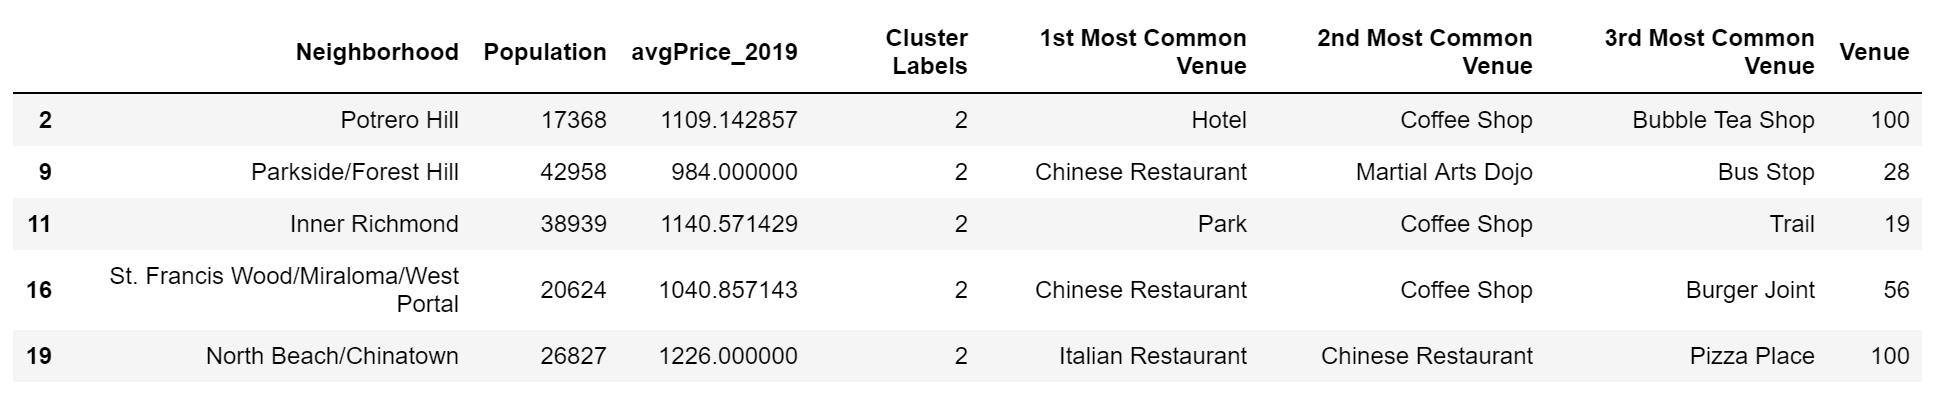 Neighborhood Population avgPrice_2019 Cluster Labels 1st Most Common Venue 2nd Most Common Venue 3rd Most Common Venue Venue
2 Potrero Hill 17368 1109.142857 2 Hotel Coffee Shop Bubble Tea Shop 100
9 Parkside/Forest Hill 42958 984.000000 2 Chinese Restaurant Martial Arts Dojo Bus Stop 28
11 Inner Richmond 38939 1140.571429 2 Park Coffee Shop Trail 19
16 St. Francis Wood/Miraloma/West Portal 20624 1040.857143 2 Chinese Restaurant Coffee Shop Burger Joint 56
19 North Beach/Chinatown 26827 1226.000000 2 Italian Restaurant Chinese Restaurant Pizza Place 100